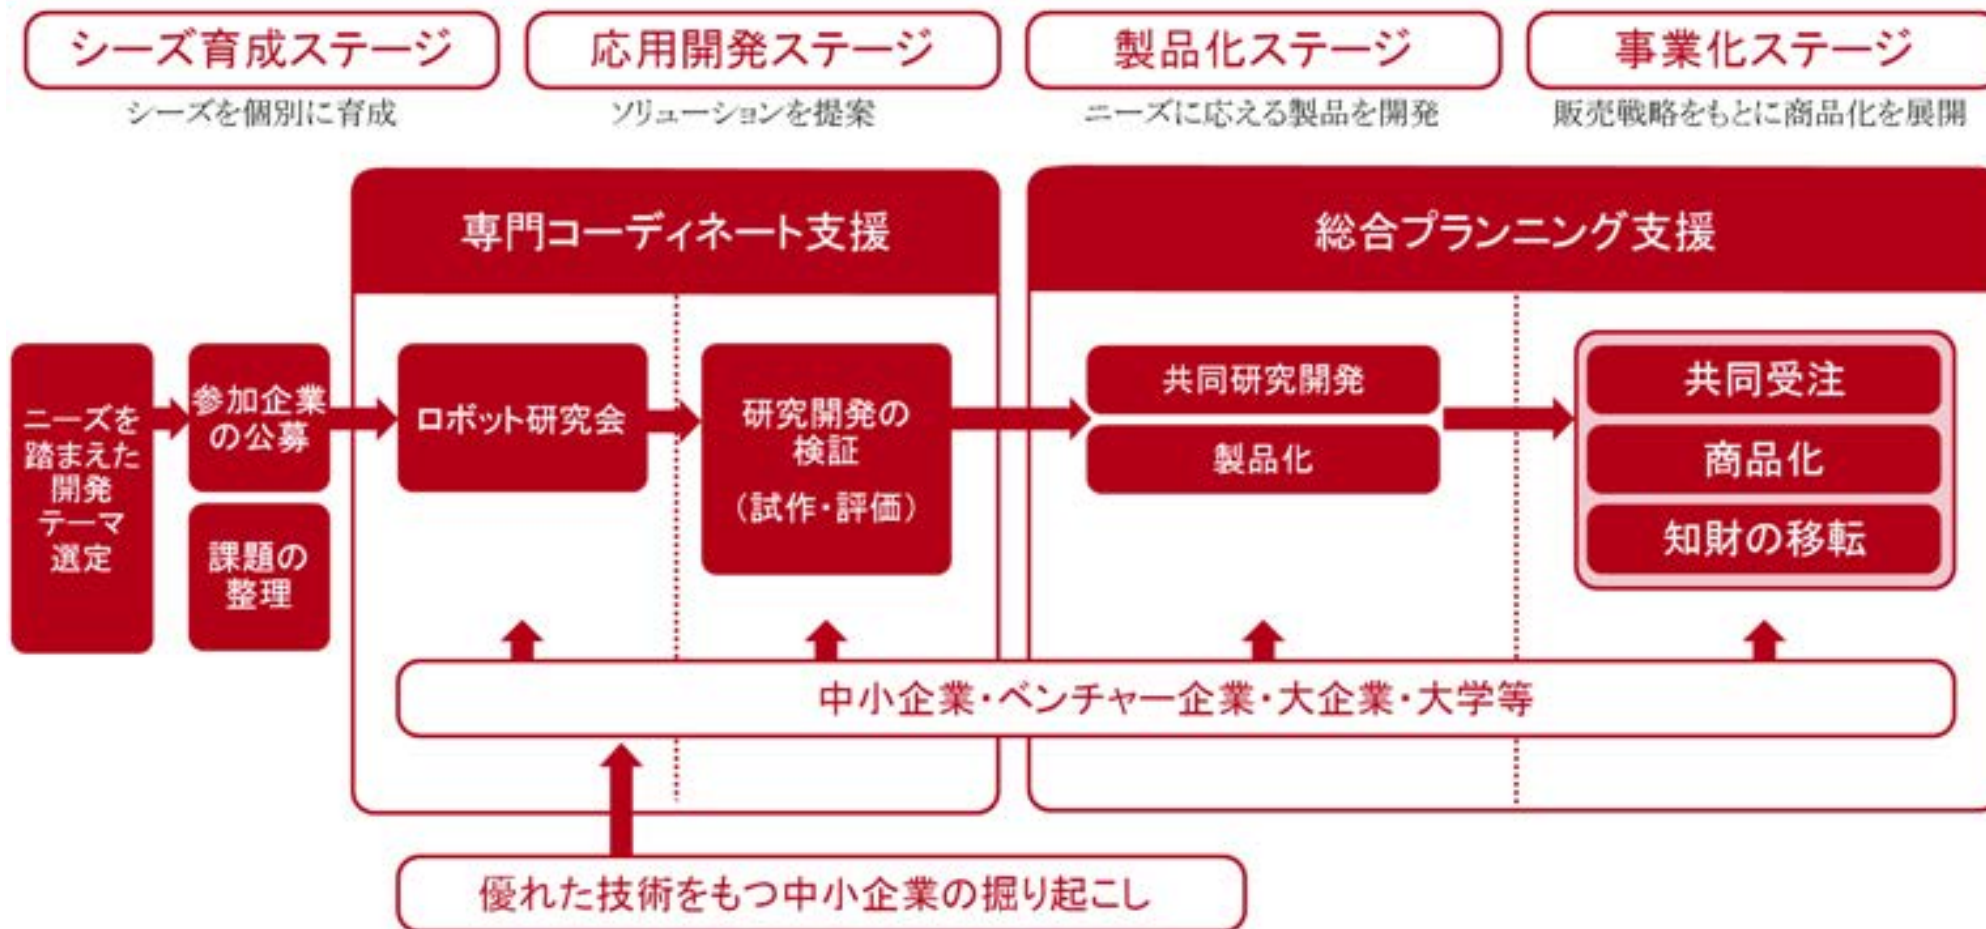 シーズ育成ステージ
応用開発ステージ
製品化ステージ
事業化ステージ
シーズを個別に育成
ソリューションを提案
ニーズに応える製品を開発
販売戦略をもとに商品化を展開
専門コーディネート支援
総合プランニング支援
ニーズを
踏まえた
開発
テーマ
選定
参加企業
の公募
課題の
整理
ロボット研究会
研究開発の
検証
(試作・評価)
共同研究開発
製品化
共同受注
商品化
知財の移転
中小企業・ベンチャー企業・大企業・大学等
優れた技術をもつ中小企業の掘り起こし